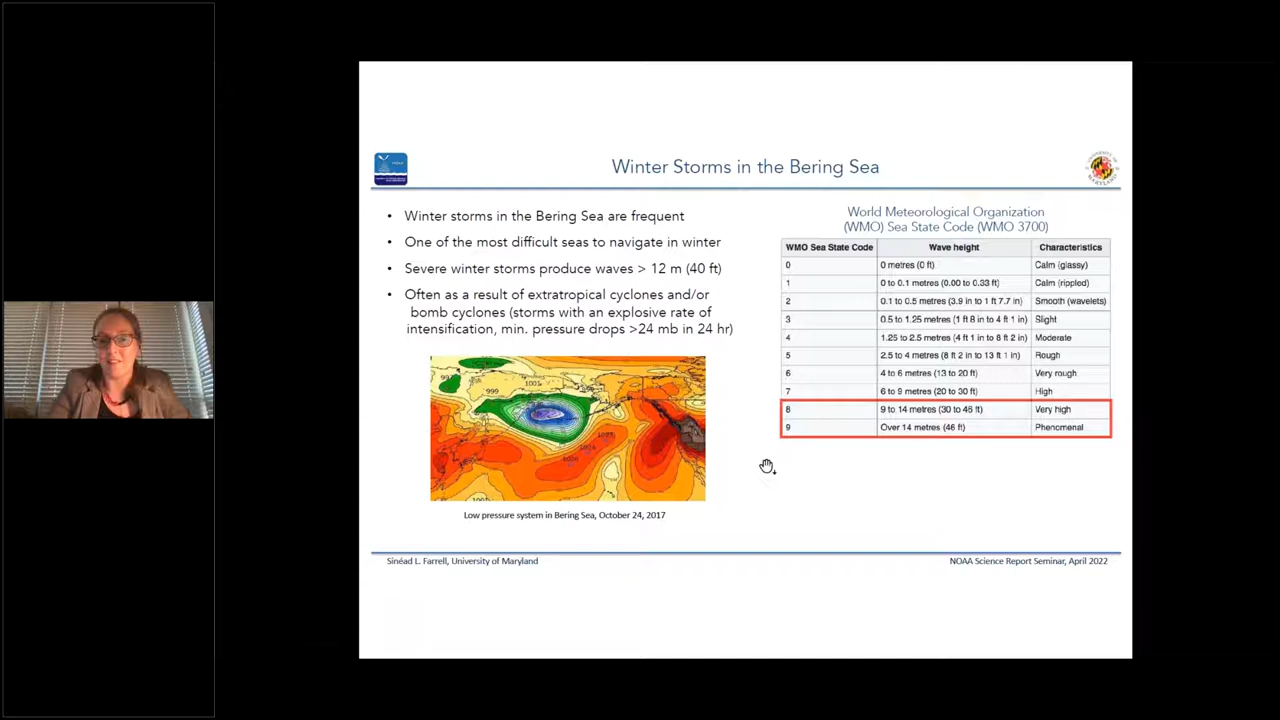 Winter Storms in the Bering Sea
• Winter storms in the Bering Sea are frequent
• One of the most difficult seas to navigate in winter
• Severe winter storms produce waves > 12 m (40 ft)
• Often as a result of extratropical cyclones and/or
bomb cyclones (storms with an explosive rate of
intensification, min. pressure drops >24 mb in 24 hr)
999
1001
1025
1024
1026
Low pressure system in Bering Sea, October 24, 2017
World Meteorological Organization
(WMO) Sea State Code (WMO 3700)
WMO Sea State Code Wave height Characteristics
0 0 metres (0 ft) Calm (glassy)
1 0 to 0.1 metres (0.00 to 0.33 ft) Calm (rippled)
2 0.1 to 0.5 metres (3.9 in to 1 ft 7.7 in) Smooth (wavelets)
3 0.5 to 1.25 metres (1 ft 8 in to 4 ft 1 in) Slight
4 1.25 to 2.5 metres (4 ft 1 in to 8 ft 2 in) Moderate
5 2.5 to 4 metres (8 ft 2 in to 13 ft 1 in) Rough
6 4 to 6 metres (13 to 20 ft) Very rough
7 6 to 9 metres (20 to 30 ft) High
8 9 to 14 metres (30 to 46 ft) Very high
9 Over 14 metres (46 ft) Phenomenal
Sinéad L. Farrell, University of Maryland
NOAA Science Report Seminar, April 2022